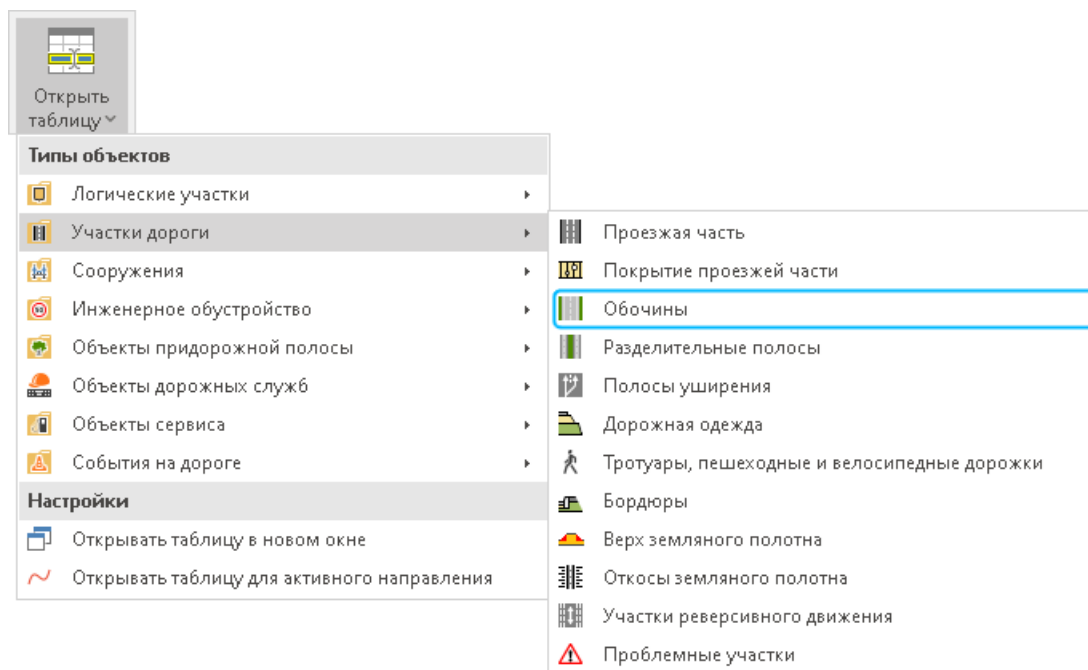 Открыть
таблицу
Типы объектов
Логические участки
Участки дороги
Сооружения
Инженерное обустройство
Объекты придорожной полосы
Объекты дорожных служб
Объекты сервиса
События на дороге
Настройки
Открывать таблицу в новом окне
Открывать таблицу для активного направления
Проезжая часть
Покрытие проезжей части
Обочины
Разделительные полосы
Полосы уширения
Дорожная одежда
Тротуары, пешеходные и велосипедные дорожки
Бордюры
Верх земляного полотна
Откосы земляного полотна
Участки реверсивного движения
Проблемные участки